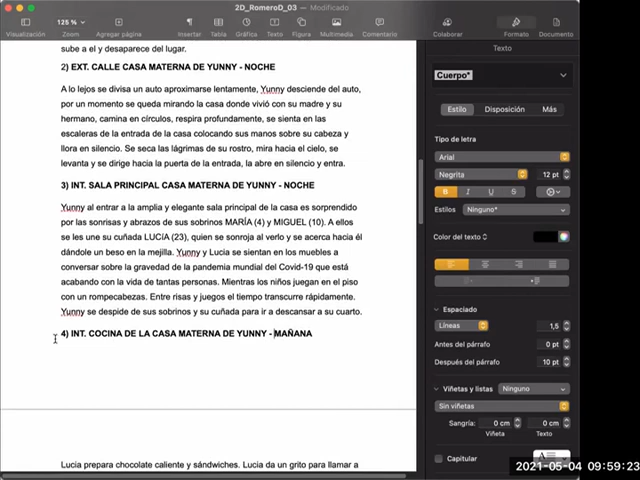 2D_RomeroD_03 — Modificado
125 %
Visualización Zoom Agregar página Insertar Tabla Gráfica Texto Figura Multimedia Comentario Colaborar Formato Documento
sube a el y desaparece del lugar.
2) EXT. CALLE CASA MATERNA DE YUNNY - NOCHE
A lo lejos se divisa un auto aproximarse lentamente, Yunny desciende del auto,
por un momento se queda mirando la casa donde vivió con su madre y su
hermano, camina en círculos, respira profundamente, se sienta en las
escaleras de la entrada de la casa colocando sus manos sobre su cabeza y
llora en silencio. Se seca las lágrimas de su rostro, mira hacia el cielo, se
levanta y se dirige hacia la puerta de la entrada, la abre en silencio y entra.
3) INT. SALA PRINCIPAL CASA MATERNA DE YUNNY - NOCHE
Yunny al entrar a la amplia y elegante sala principal de la casa es sorprendido
por las sonrisas y abrazos de sus sobrinos MARÍA (4) y MIGUEL (10). A ellos
se les une su cuñada LUCÍA (23), quien se sonroja al verlo y se acerca hacia él
dándole un beso en la mejilla. Yunny y Lucia se sientan en los muebles a
conversar sobre la gravedad de la pandemia mundial del Covid-19 que está
acabando con la vida de tantas personas. Mientras los niños juegan en el piso
con un rompecabezas. Entre risas y juegos el tiempo transcurre rápidamente.
Yunny se despide de sus sobrinos y su cuñada para ir a descansar a su cuarto.
4) INT. COCINA DE LA CASA MATERNA DE YUNNY - MAÑANA
Lucia prepara chocolate caliente y sándwiches. Lucia da un grito para llamar a
Texto
Cuerpo*
Estilo Disposición Más
Tipo de letra
Arial
Negrita 12 pt
B I U S
Estilos Ninguno*
Color del texto
Espaciado
Líneas 1,5
Antes del párrafo 0 pt
Después del párrafo 10 pt
Viñetas y listas Ninguno
Sin viñetas
Sangría: 0 cm 0 cm
Viñeta Texto
Capitular
2021-05-04 09:59:23